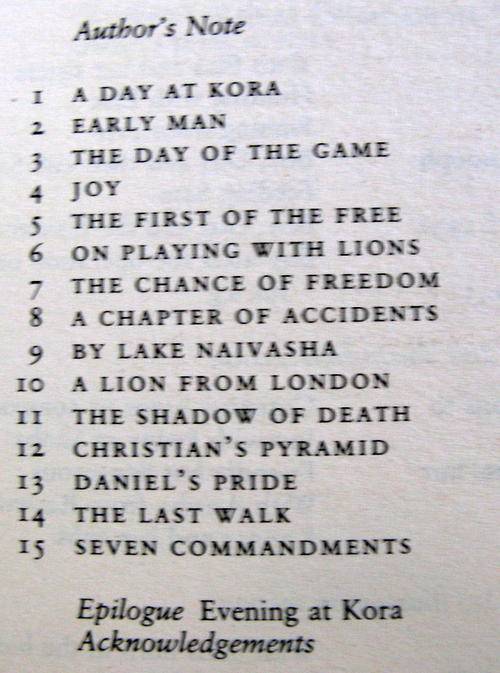 Author's Note
1 A DAY AT KORA
2 EARLY MAN
3 THE DAY OF THE GAME
4 JOY
5 THE FIRST OF THE FREE
6 ON PLAYING WITH LIONS
7 THE CHANCE OF FREEDOM
8 A CHAPTER OF ACCIDENTS
9 BY LAKE NAIVASHA
10 A LION FROM LONDON
11 THE SHADOW OF DEATH
12 CHRISTIAN'S PYRAMID
13 DANIEL'S PRIDE
14 THE LAST WALK
15 SEVEN COMMANDMENTS
Epilogue Evening at Kora
Acknowledgements